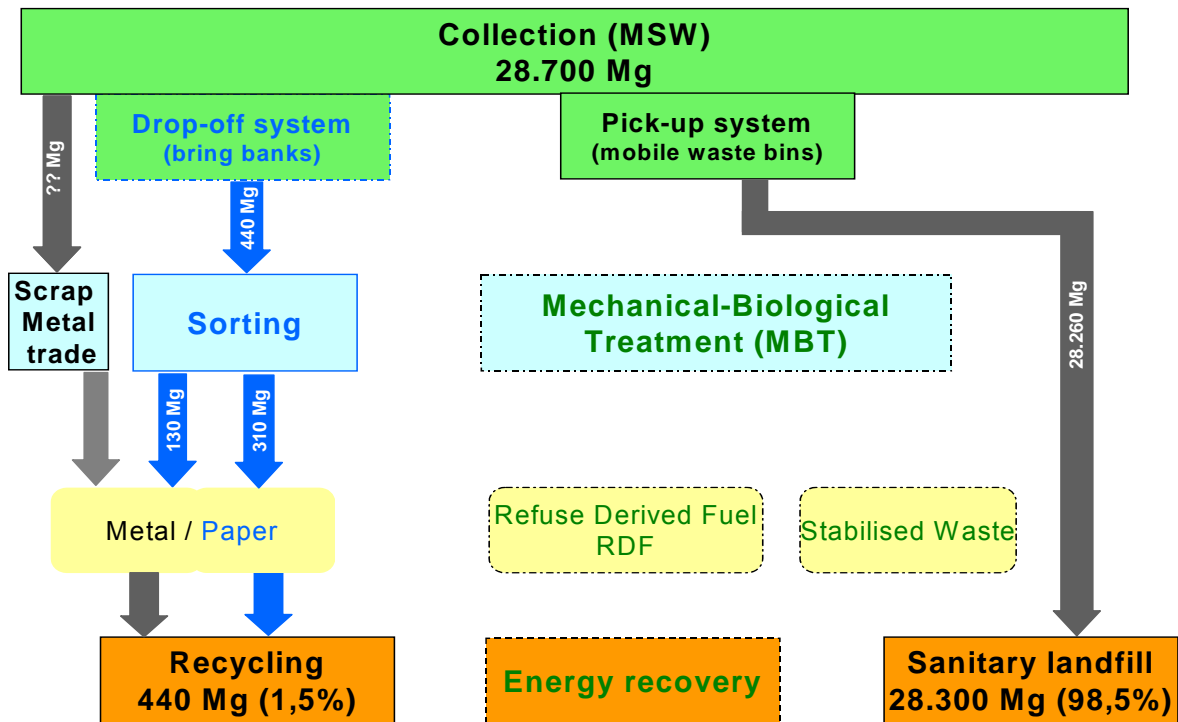 Collection (MSW)
28.700 Mg
Drop-off system
(bring banks)
Pick-up system
(mobile waste bins)
?? Mg
440 Mg
28.260 Mg
Scrap
Metal
trade
Sorting
Mechanical-Biological
Treatment (MBT)
130 Mg
310 Mg
Metal / Paper
Refuse Derived Fuel
RDF
Stabilised Waste
Recycling
440 Mg (1,5%)
Energy recovery
Sanitary landfill
28.300 Mg (98,5%)